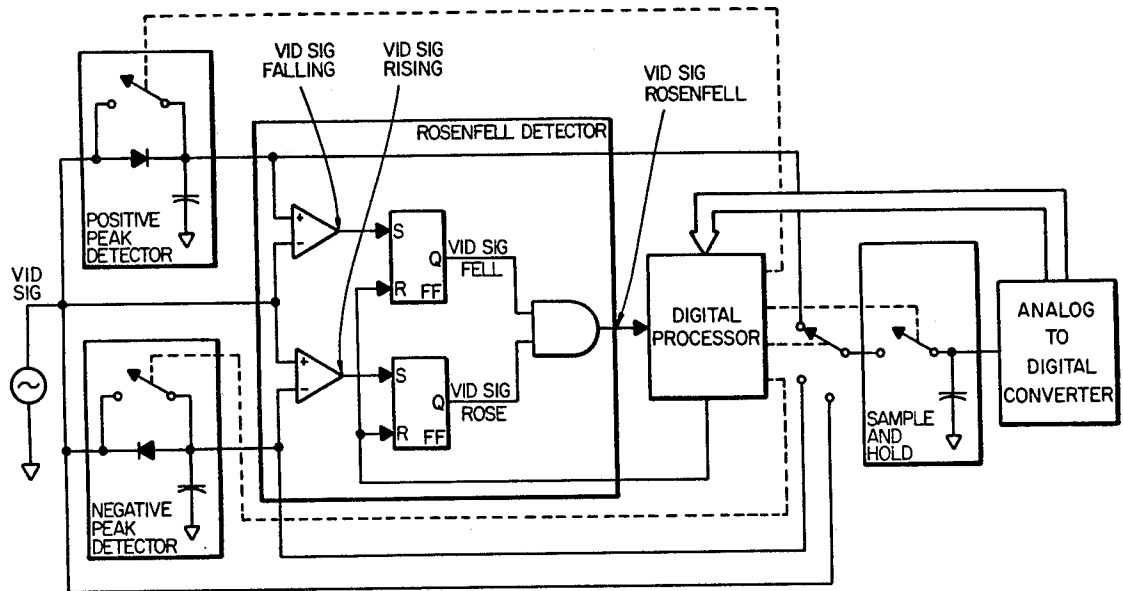 VID SIG
FALLING
VID SIG
RISING
VID SIG
ROSENFELL
ROSENFELL DETECTOR
POSITIVE
PEAK
DETECTOR
+
−
S
Q
R
FF
VID SIG
FELL
VID
SIG
DIGITAL
PROCESSOR
ANALOG
TO
DIGITAL
CONVERTER
+
−
S
Q
R
FF
VID SIG
ROSE
SAMPLE
AND
HOLD
NEGATIVE
PEAK
DETECTOR